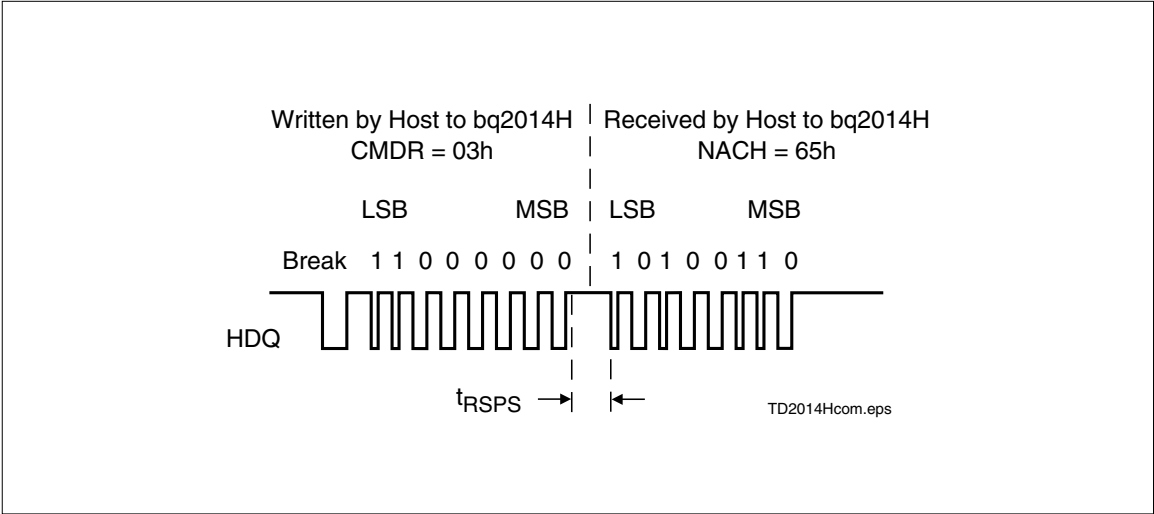 Written by Host to bq2014H
CMDR = 03h
Received by Host to bq2014H
NACH = 65h
LSB MSB LSB MSB
Break 1 1 0 0 0 0 0 0 1 0 1 0 0 1 1 0
HDQ
tRSPS
TD2014Hcom.eps